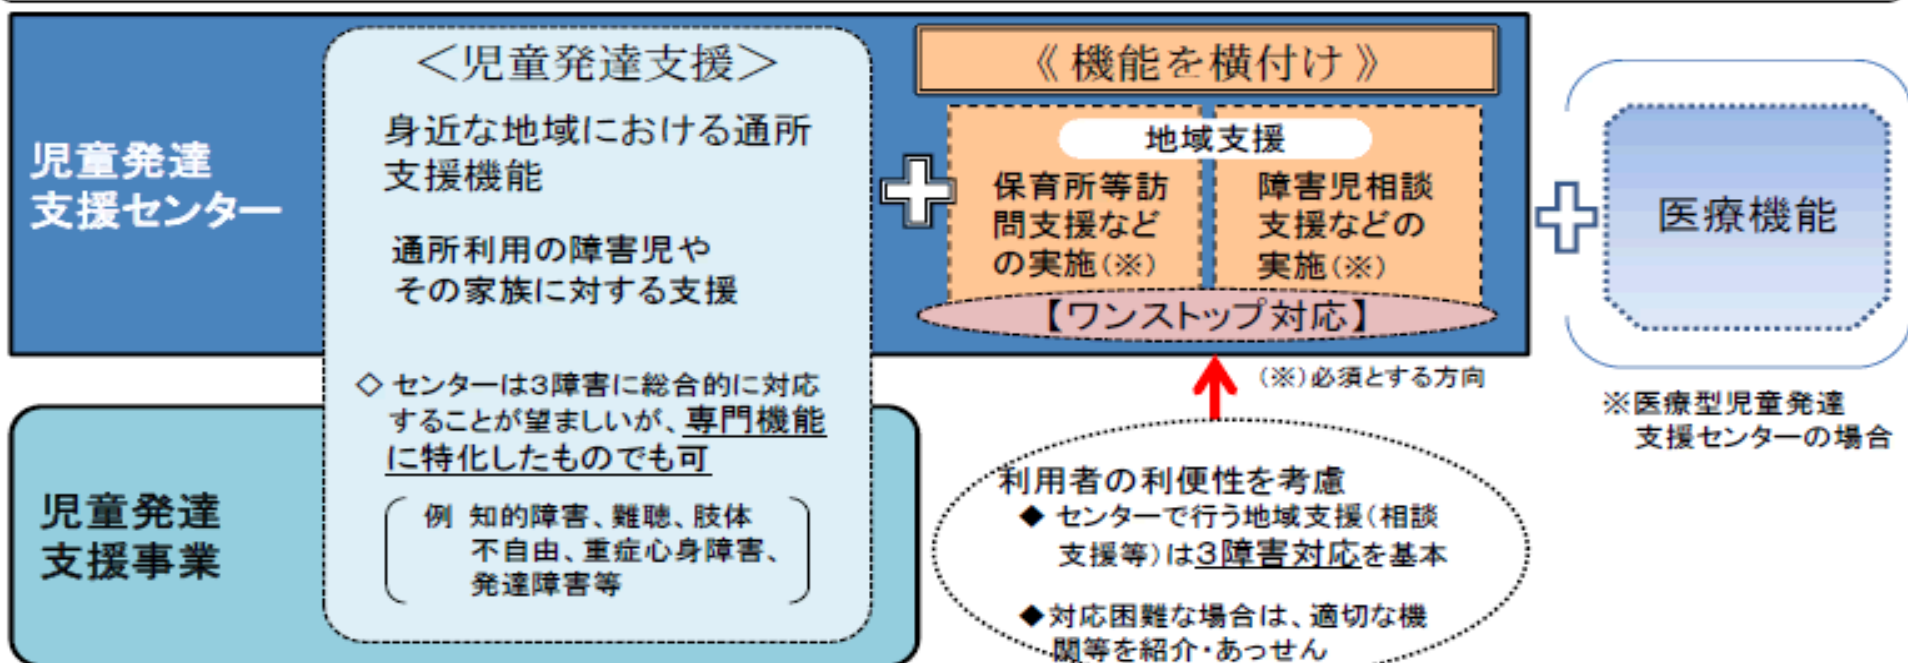 児童発達
支援センター
＜児童発達支援＞
身近な地域における通所
支援機能
通所利用の障害児や
その家族に対する支援
◇ センターは３障害に総合的に対応
することが望ましいが、専門機能
に特化したものでも可
例 知的障害、難聴、肢体
不自由、重症心身障害、
発達障害等
《 機能を横付け 》
地域支援
保育所等訪
問支援など
の実施(※)
障害児相談
支援などの
実施(※)
【ワンストップ対応】
(※)必須とする方向
医療機能
※医療型児童発達
支援センターの場合
児童発達
支援事業
利用者の利便性を考慮
◆ センターで行う地域支援(相談
支援等)は３障害対応を基本
◆対応困難な場合は、適切な機
関等を紹介・あっせん